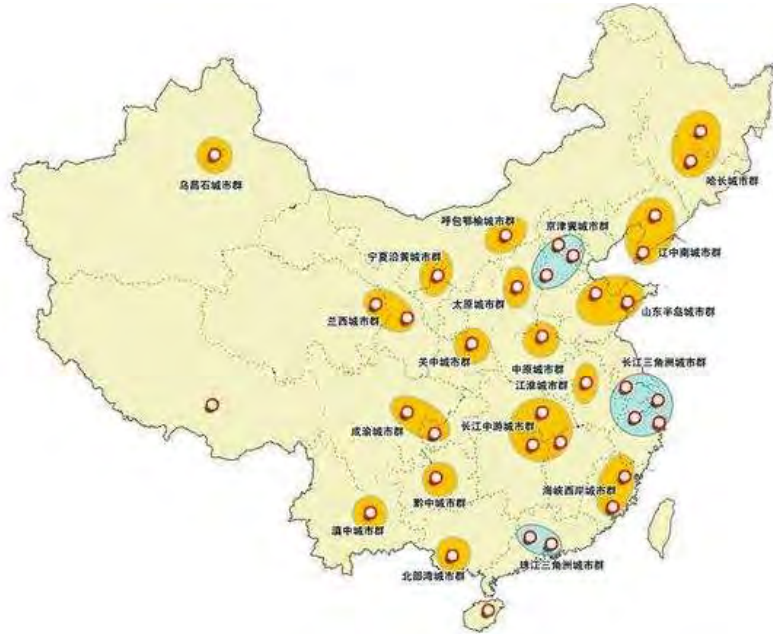 乌昌石城市群
哈长城市群
呼包鄂榆城市群
京津冀城市群
辽中南城市群
宁夏沿黄城市群
太原城市群
兰西城市群
山东半岛城市群
关中城市群
中原城市群
长江三角洲城市群
江淮城市群
成渝城市群
长江中游城市群
海峡西岸城市群
黔中城市群
滇中城市群
北部湾城市群
珠江三角洲城市群